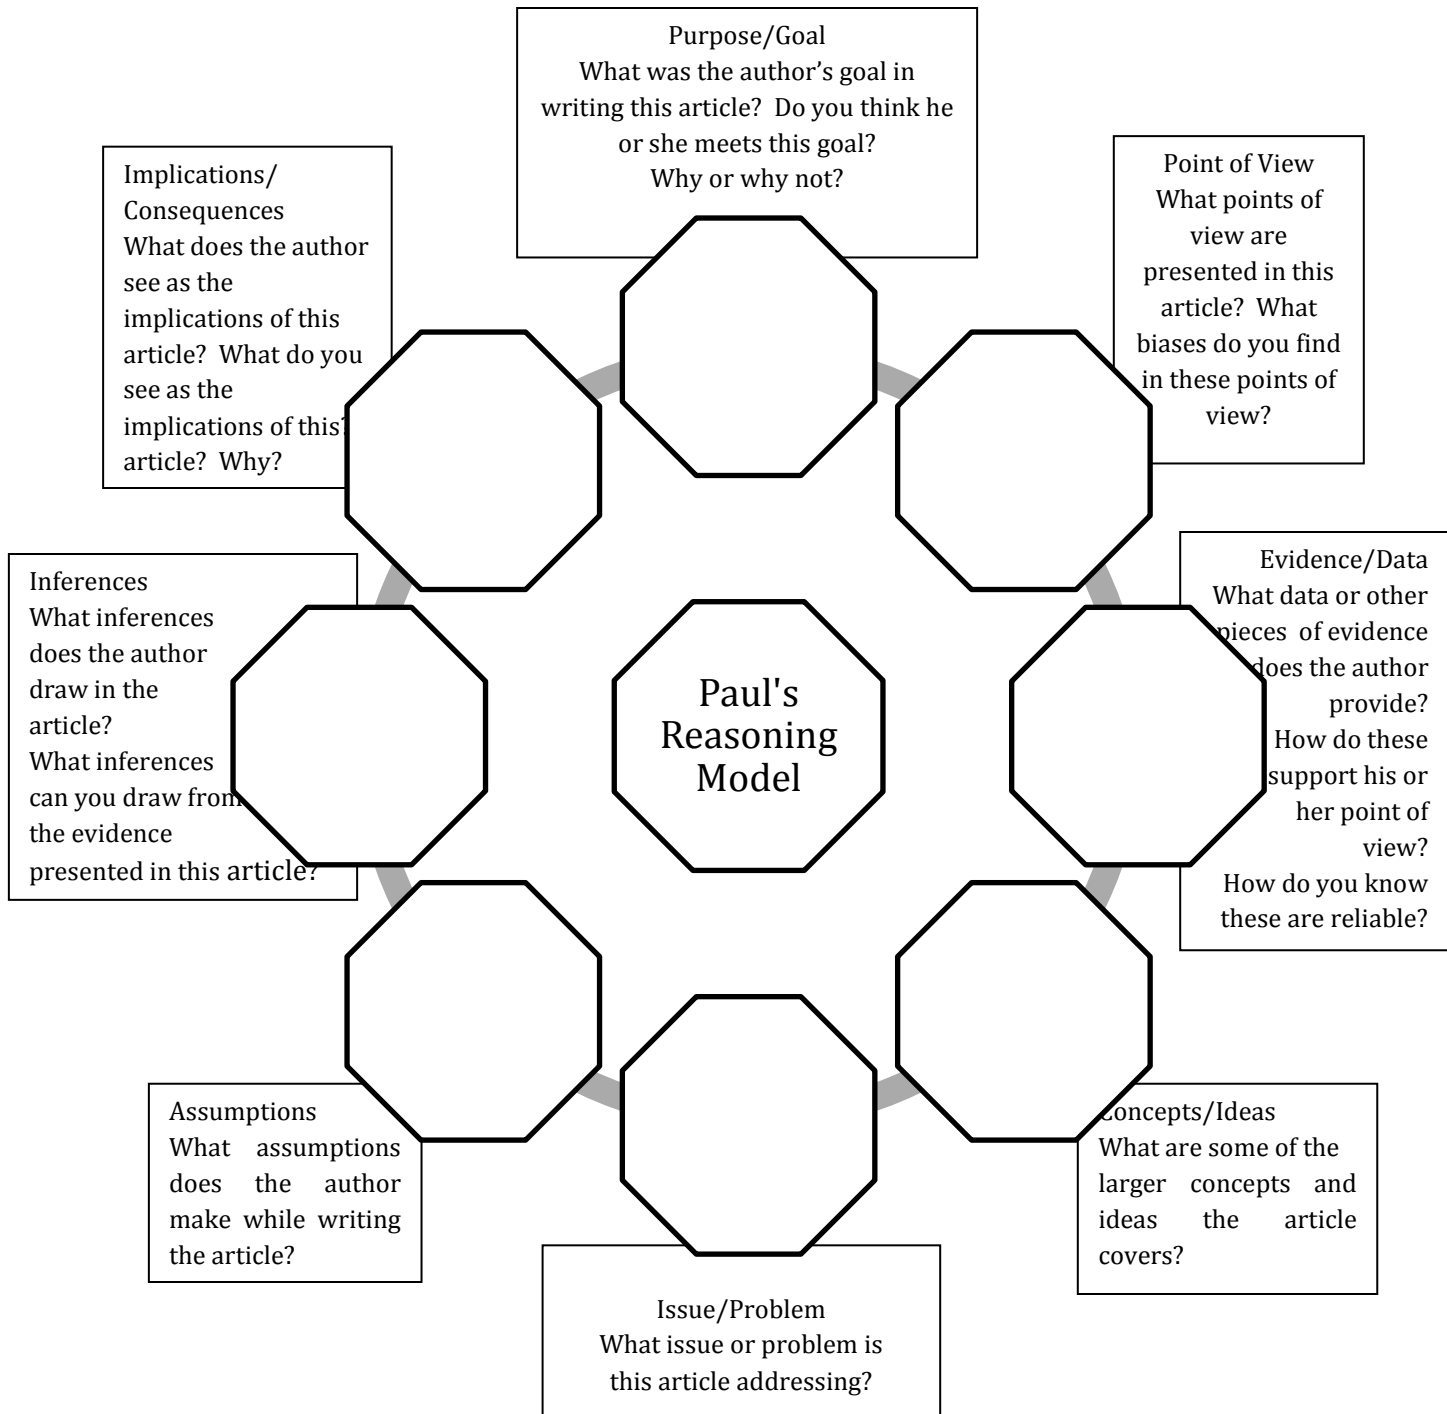 Purpose/Goal
What was the author’s goal in
writing this article?  Do you think he
or she meets this goal?
Why or why not?
Point of View
What points of
view are
presented in this
article?  What
biases do you find
in these points of
view?
Implications/
Consequences
What does the author
see as the
implications of this
article?  What do you
see as the
implications of this?
article?  Why?
Evidence/Data
What data or other
pieces  of evidence
does the author
provide?
How do these
support his or
her point of
view?
How do you know
these are reliable?
Inferences
What inferences
does the author
draw in the
article?
What inferences
can you draw from
the evidence
presented in this article?
Paul's
Reasoning
Model
Assumptions
What assumptions
does the author
make while writing
the article?
Concepts/Ideas
What are some of the
larger concepts and
ideas the article
covers?
Issue/Problem
What issue or problem is
this article addressing?